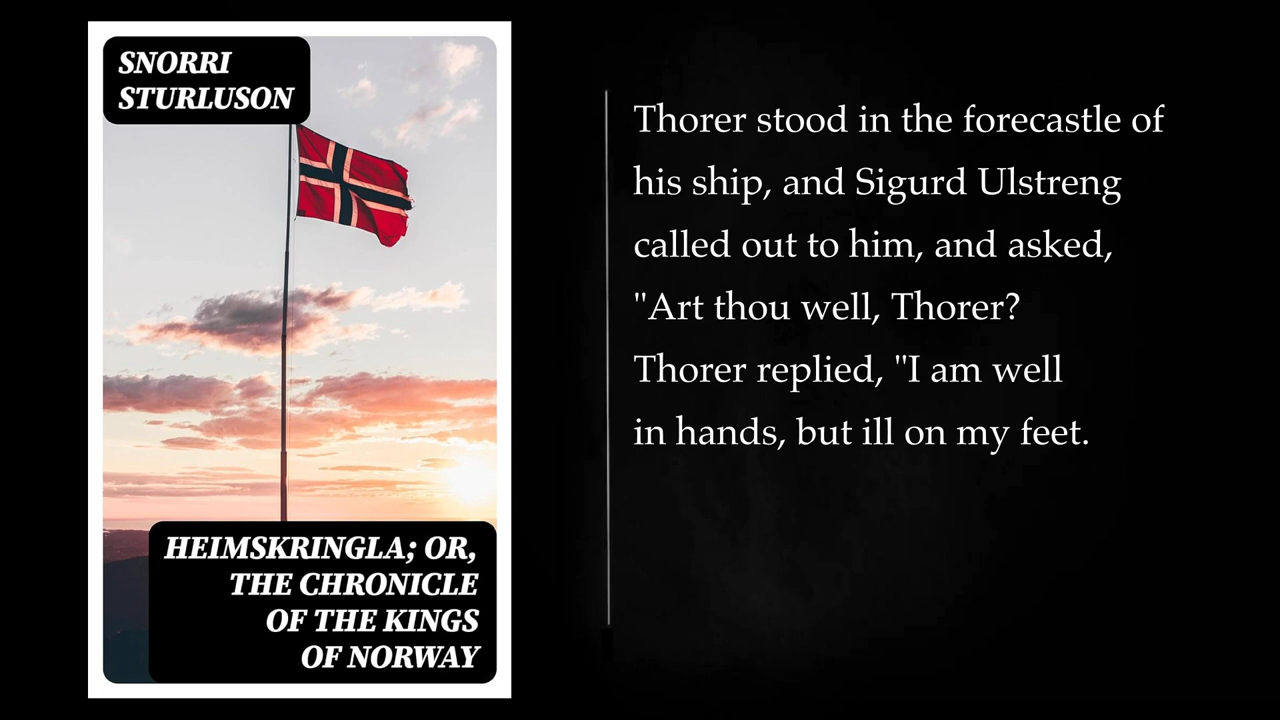 SNORRI
STURLUSON
HEIMSKRINGLA; OR,
THE CHRONICLE
OF THE KINGS
OF NORWAY
Thorer stood in the forecastle of
his ship, and Sigurd Ulstreng
called out to him, and asked,
"Art thou well, Thorer?
Thorer replied, "I am well
in hands, but ill on my feet.